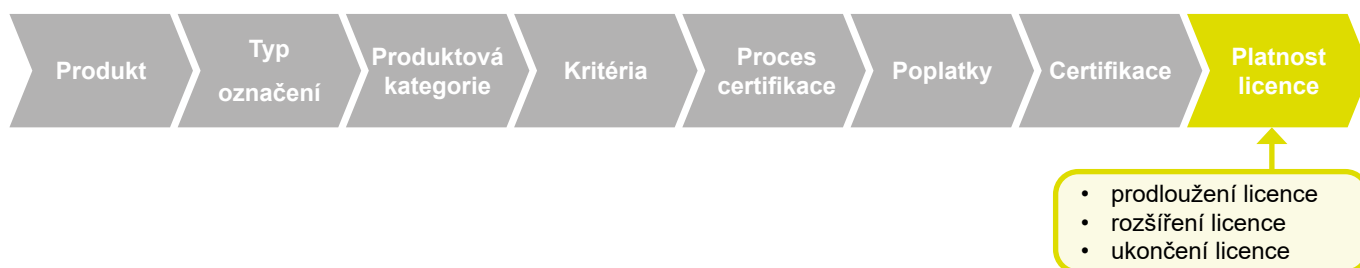 Produkt
Typ
označení
Produktová
kategorie
Kritéria
Proces
certifikace
Poplatky
Certifikace
Platnost
licence
• prodloužení licence
• rozšíření licence
• ukončení licence